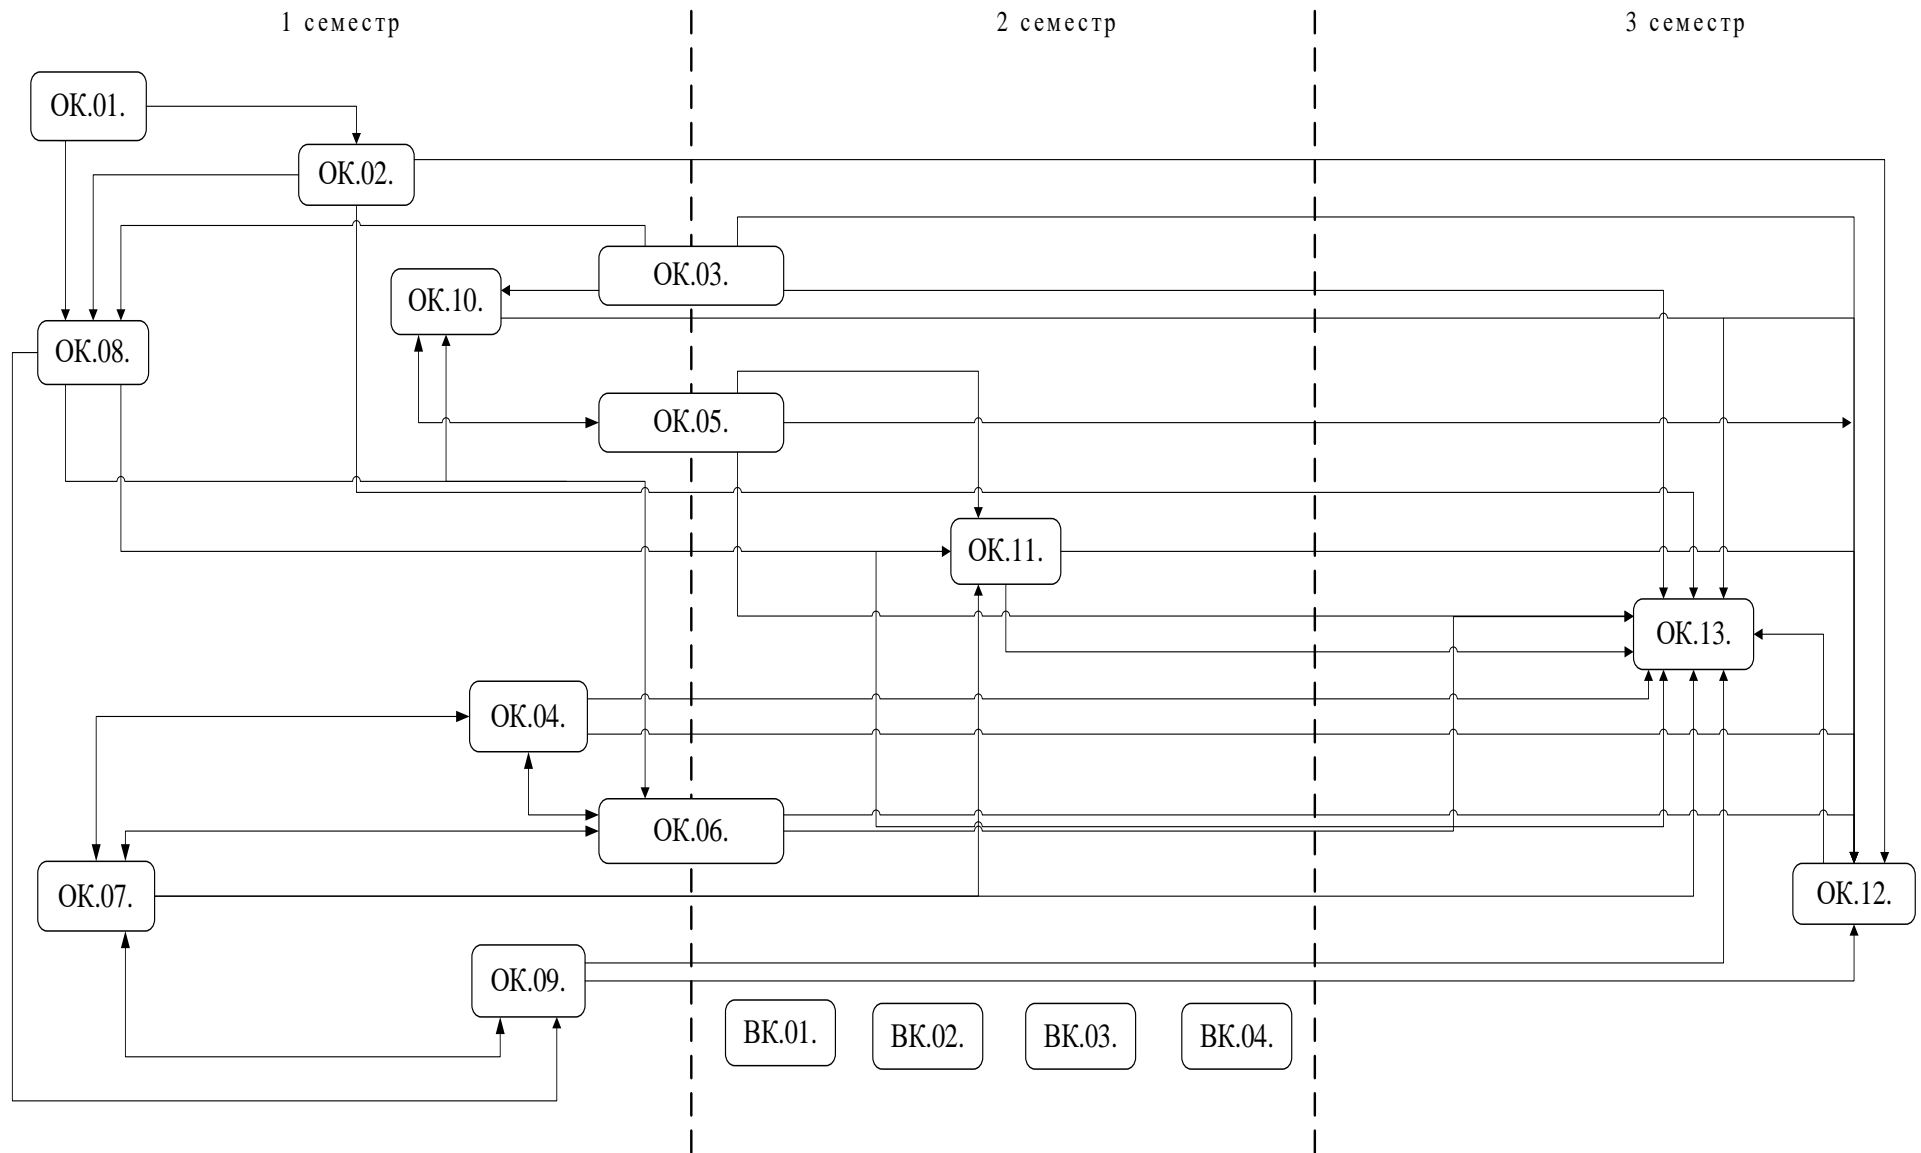 1 семестр
2 семестр
3 семестр
ОК.01.
ОК.02.
ОК.03.
ОК.10.
ОК.08.
ОК.05.
ОК.11.
ОК.13.
ОК.04.
ОК.06.
ОК.07.
ОК.12.
ОК.09.
ВК.01.
ВК.02.
ВК.03.
ВК.04.